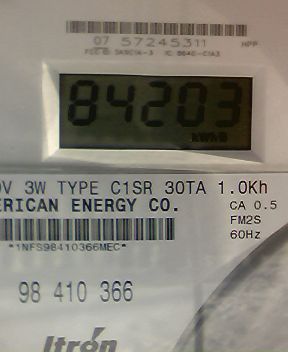 07 57245311 HPP
84203
0V 3W TYPE C1SR 30TA 1.0Kh
ERICAN ENERGY CO.
CA 0.5
FM2S
60Hz
*1NFS98410366MEC*
98 410 366
Itron